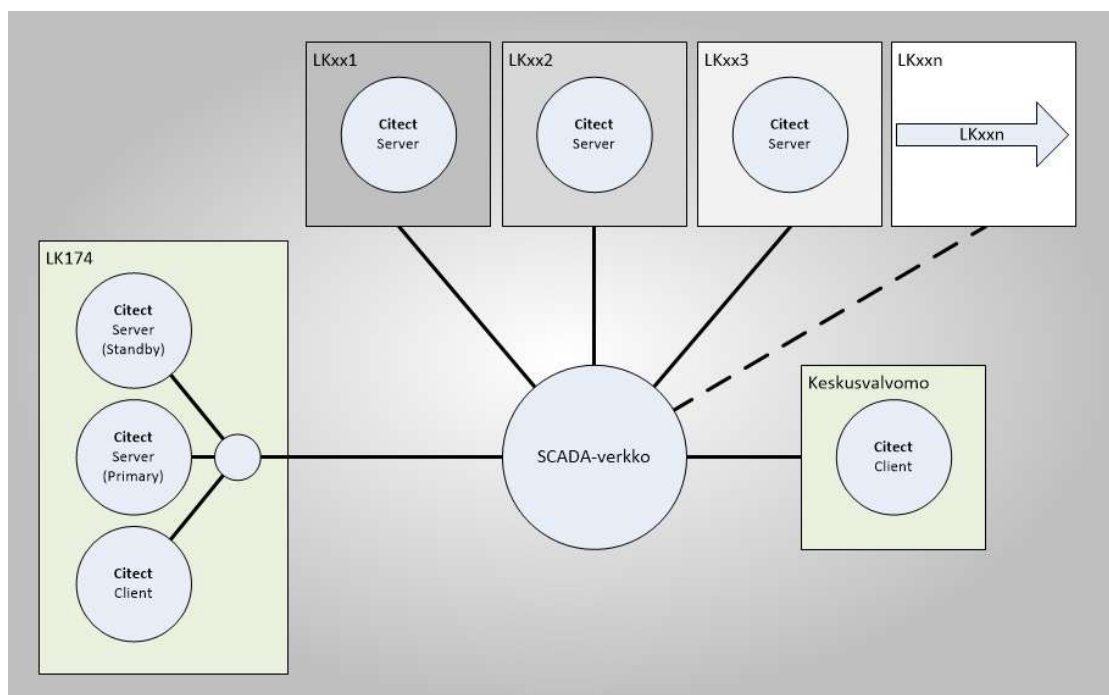 LKxx1
Citect
Server
LKxx2
Citect
Server
LKxx3
Citect
Server
LKxxn
LKxxn
LK174
Citect
Server
(Standby)
Citect
Server
(Primary)
Citect
Client
SCADA-verkko
Keskusvalvomo
Citect
Client